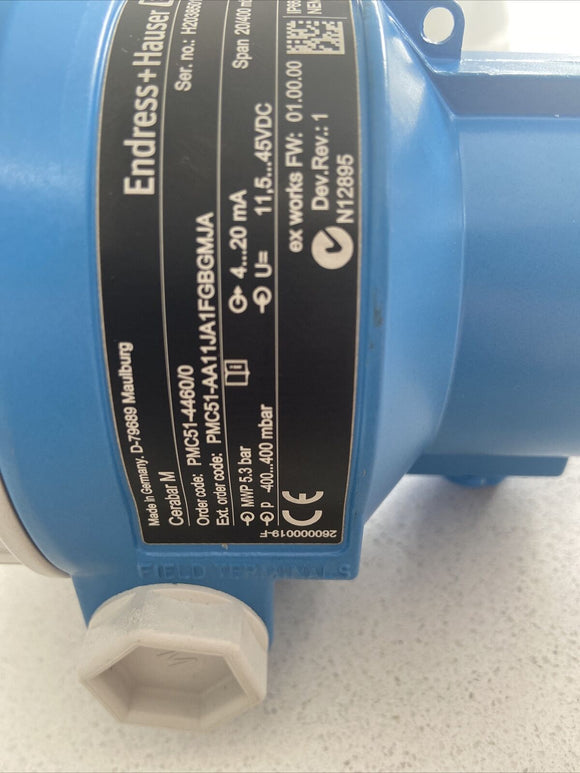 Endress+Hauser
Made in Germany, D-79689 Maulburg
Cerabar M
Ser. no.: H203850
Order code: PMC51-4460/0
Ext. order code: PMC51-AA11JA1FGBGMJA
MWP 5.3 bar
p -400...400 mbar
Span 20/400
4...20 mA
U= 11,5...45VDC
ex works FW: 01.00.00
Dev.Rev.: 1
N12895
CE
260000019-F
FIELD TERMINALS